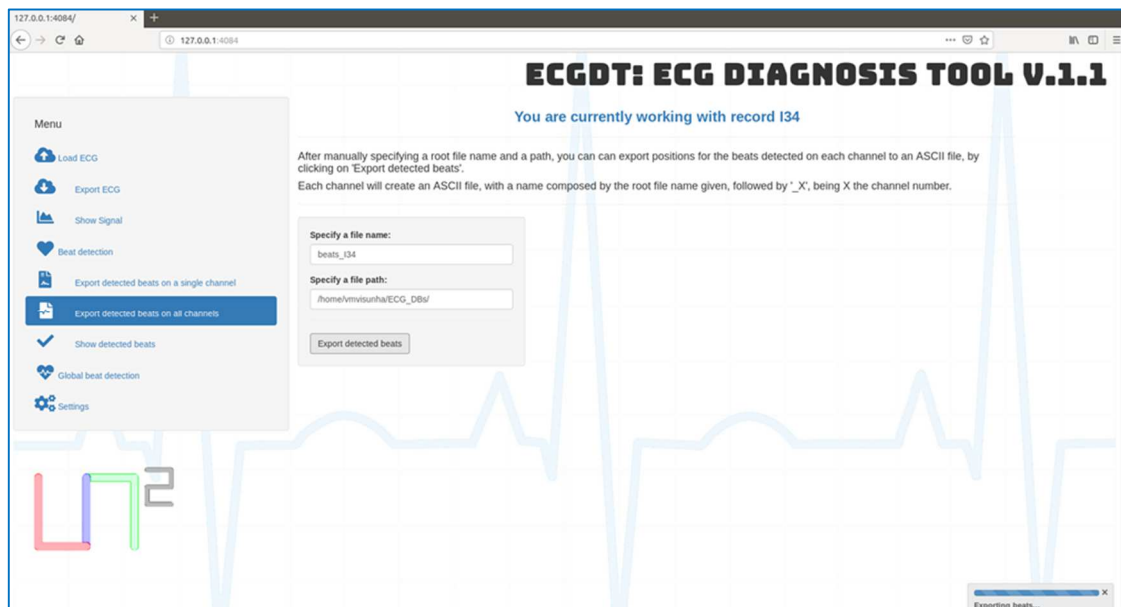 127.0.0.1:4084/
127.0.0.1:4084
ECGDT: ECG DIAGNOSIS TOOL V.1.1
Menu
Load ECG
Export ECG
Show Signal
Beat detection
Export detected beats on a single channel
Export detected beats on all channels
Show detected beats
Global beat detection
Settings
You are currently working with record I34
After manually specifying a root file name and a path, you can can export positions for the beats detected on each channel to an ASCII file, by
clicking on 'Export detected beats'.
Each channel will create an ASCII file, with a name composed by the root file name given, followed by '_X', being X the channel number.
Specify a file name:
beats_I34
Specify a file path:
/home/vmvisunha/ECG_DBs/
Export detected beats
2
Exporting beats...